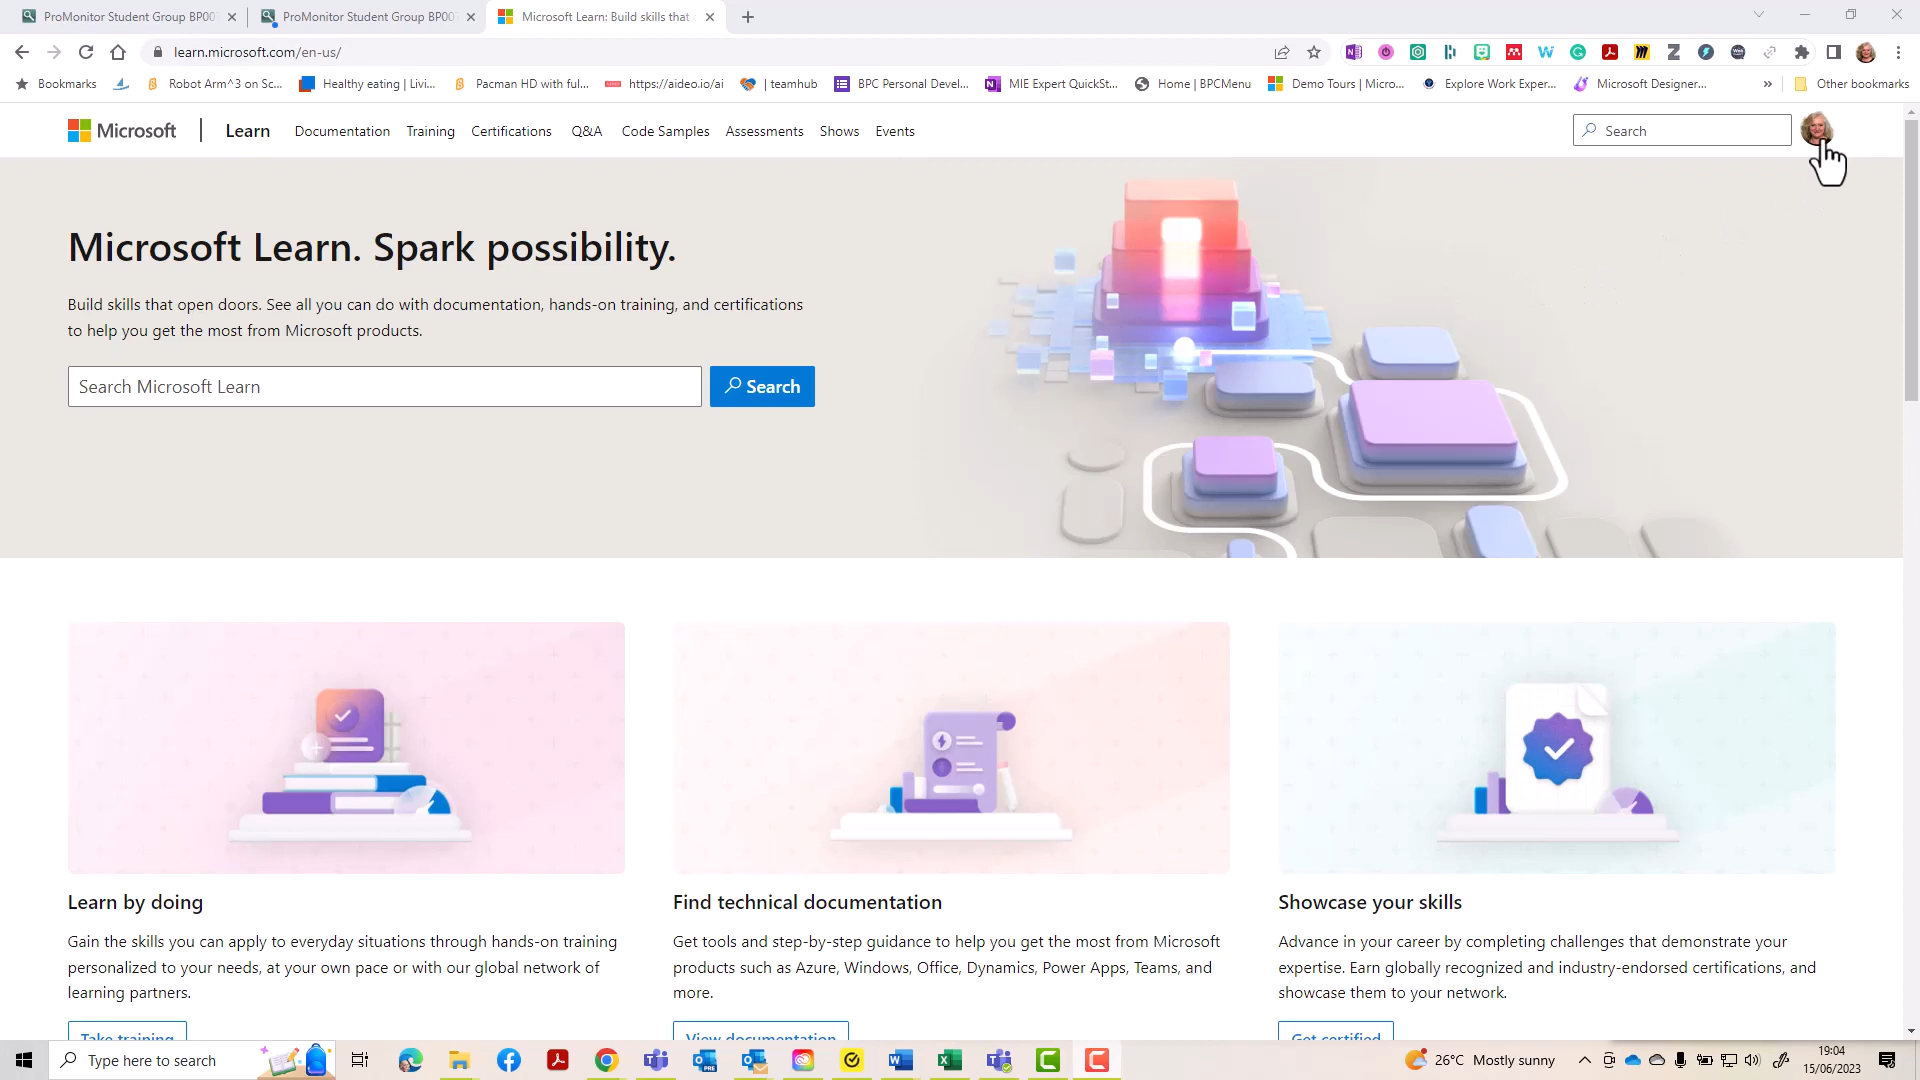 ProMonitor Student Group BP00
ProMonitor Student Group BP00
Microsoft Learn: Build skills that
learn.microsoft.com/en-us/
Bookmarks
Robot Arm^3 on Sc...
Healthy eating | Livi...
Pacman HD with ful...
https://aideo.io/ai
| teamhub
BPC Personal Devel...
MIE Expert QuickSt...
Home | BPCMenu
Demo Tours | Micro...
Explore Work Exper...
Microsoft Designer...
»
Other bookmarks
Microsoft
Learn
Documentation
Training
Certifications
Q&A
Code Samples
Assessments
Shows
Events
Search
Microsoft Learn. Spark possibility.
Build skills that open doors. See all you can do with documentation, hands-on training, and certifications
to help you get the most from Microsoft products.
Search Microsoft Learn
Search
Learn by doing
Gain the skills you can apply to everyday situations through hands-on training
personalized to your needs, at your own pace or with our global network of
learning partners.
Take training
Find technical documentation
Get tools and step-by-step guidance to help you get the most from Microsoft
products such as Azure, Windows, Office, Dynamics, Power Apps, Teams, and
more.
View documentation
Showcase your skills
Advance in your career by completing challenges that demonstrate your
expertise. Earn globally recognized and industry-endorsed certifications, and
showcase them to your network.
Get certified
Type here to search
26°C Mostly sunny
19:04
15/06/2023